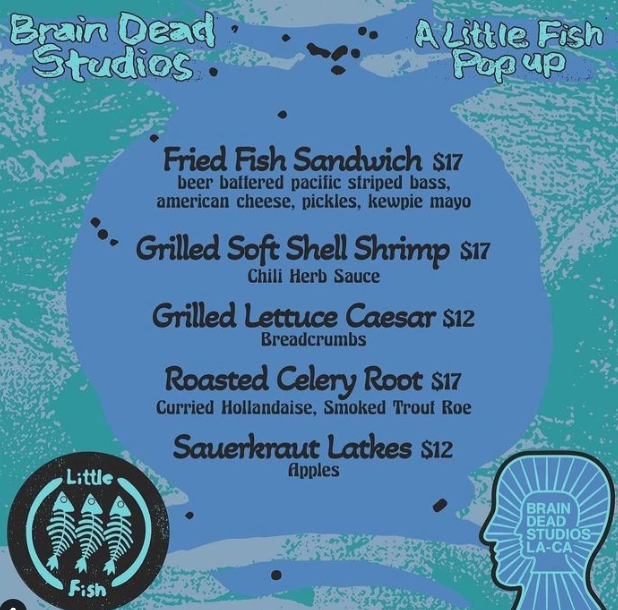 Brain Dead
Studios
A Little Fish
Pop up
Fried Fish Sandwich $17
beer battered pacific striped bass,
american cheese, pickles, kewpie mayo
Grilled Soft Shell Shrimp $17
Chili Herb Sauce
Grilled Lettuce Caesar $12
Breadcrumbs
Roasted Celery Root $17
Curried Hollandaise, Smoked Trout Roe
Sauerkraut Latkes $12
Apples
Little
Fish
BRAIN
DEAD
STUDIOS
LA-CA